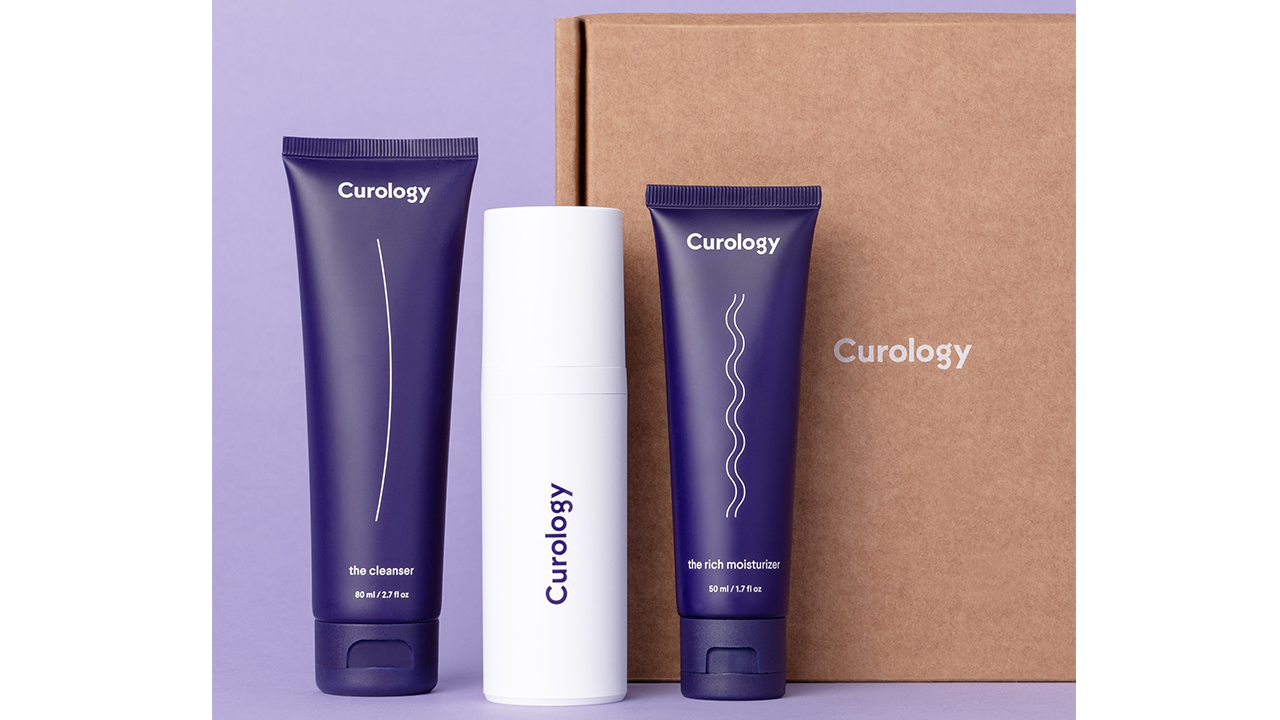 Curology
the cleanser
80 ml / 2.7 fl oz
Curology
Curology
the rich moisturizer
50 ml / 1.7 fl oz
Curology